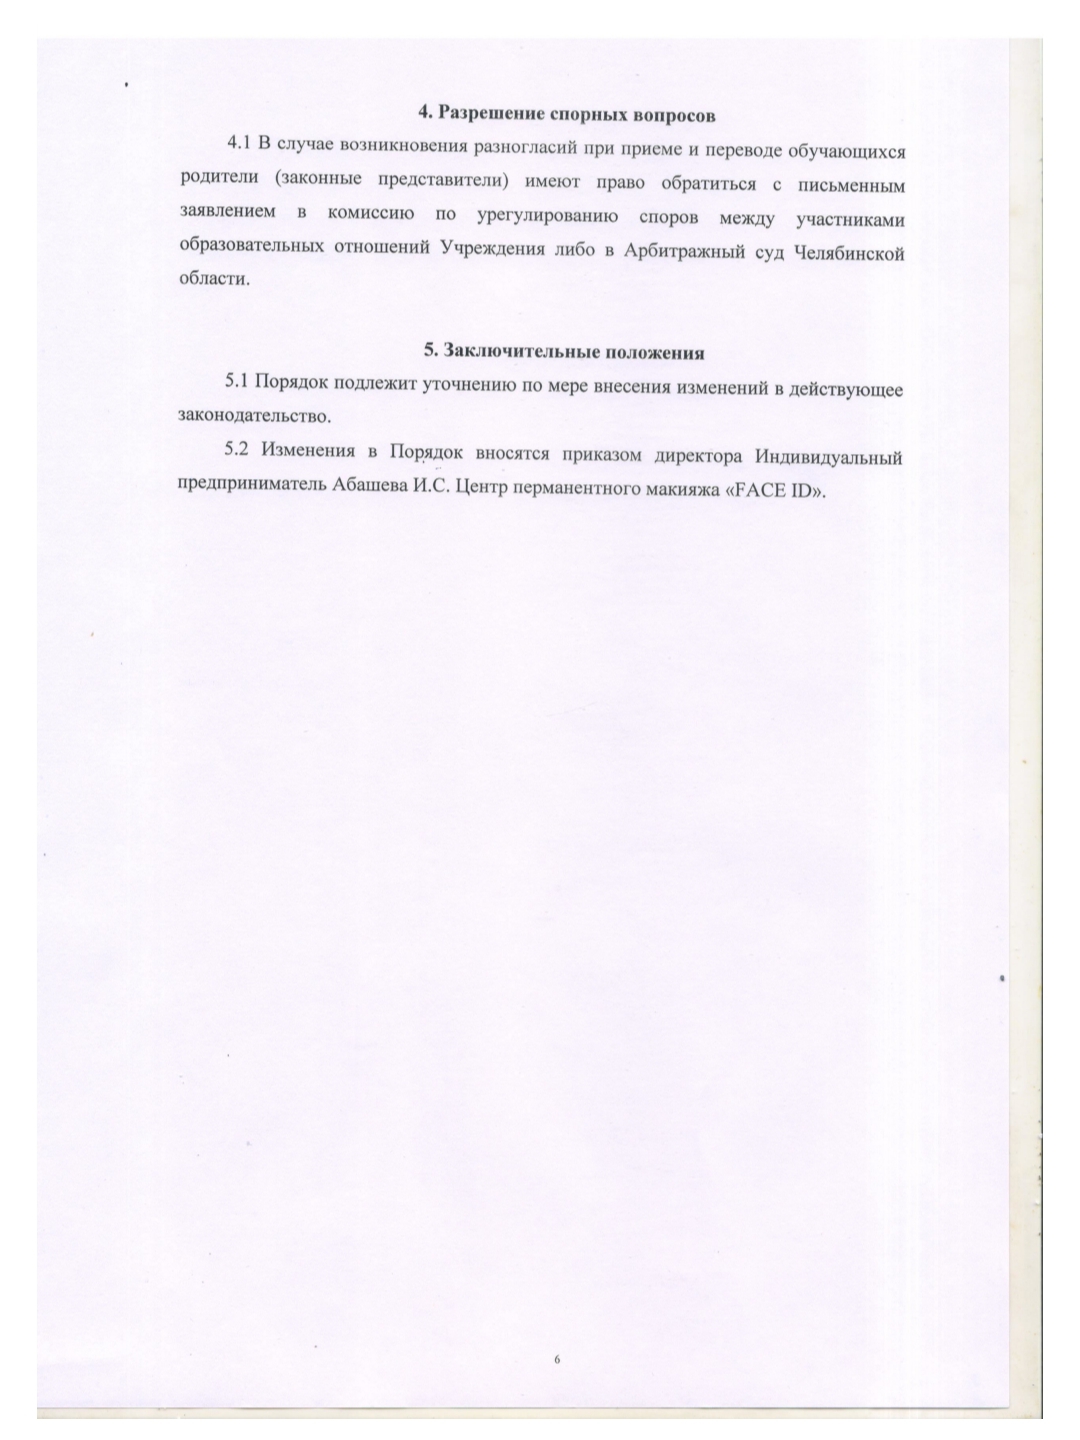 4. Разрешение спорных вопросов
4.1 В случае возникновения разногласий при приеме и переводе обучающихся
родители (законные представители) имеют право обратиться с письменным
заявлением в комиссию по урегулированию споров между участниками
образовательных отношений Учреждения либо в Арбитражный суд Челябинской
области.
5. Заключительные положения
5.1 Порядок подлежит уточнению по мере внесения изменений в действующее
законодательство.
5.2 Изменения в Порядок вносятся приказом директора Индивидуальный
предприниматель Абашева И.С. Центр перманентного макияжа «FACE ID».
6